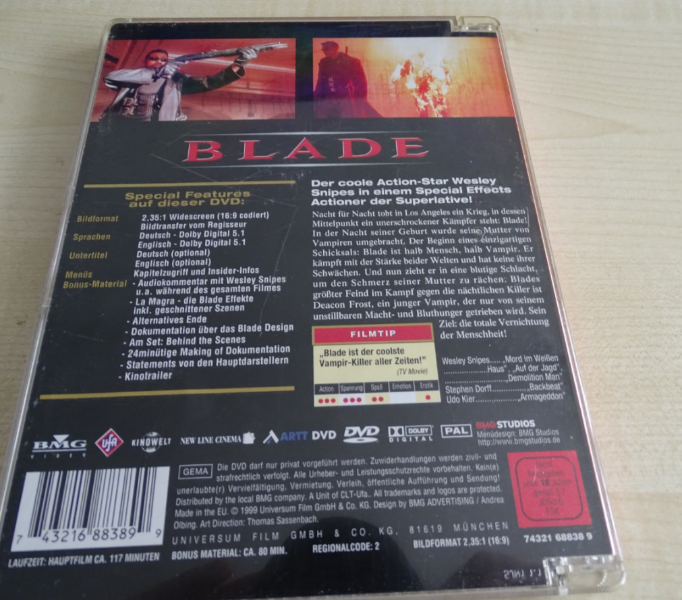 BLADE
Special Features
auf dieser DVD:
Bildformat 2,35:1 Widescreen (16:9 codiert)
Bildtransfer vom Regisseur
Sprachen Deutsch - Dolby Digital 5.1
Englisch - Dolby Digital 5.1
Untertitel Deutsch (optional)
Englisch (optional)
Menüs Kapitelzugriff und Insider-Infos
Bonus-Material - Audiokommentar mit Wesley Snipes
u.a. während des gesamten Filmes
- La Magra - die Blade Effekte
inkl. geschnittener Szenen
- Alternatives Ende
- Dokumentation über das Blade Design
- Am Set: Behind the Scenes
- 24minütige Making of Dokumentation
- Statements von den Hauptdarstellern
- Kinotrailer
Der coole Action-Star Wesley
Snipes in einem Special Effects
Actioner der Superlative!
Nacht für Nacht tobt in Los Angeles ein Krieg, in dessen
Mittelpunkt ein unerschrockener Kämpfer steht: Blade!
In der Nacht seiner Geburt wurde seine Mutter von
Vampiren umgebracht. Der Beginn eines einzigartigen
Schicksals: Blade ist halb Mensch, halb Vampir. Er
kämpft mit der Stärke beider Welten und hat keine ihrer
Schwächen. Und nun zieht er in eine blutige Schlacht,
um den Schmerz seiner Mutter zu rächen. Blades
größter Feind im Kampf gegen die nächtlichen Killer ist
Deacon Frost, ein junger Vampir, der nur von seinem
unstillbaren Macht- und Bluthunger getrieben wird. Sein
Ziel: die totale Vernichtung
der Menschheit!
FILMTIP
„Blade ist der coolste
Vampir-Killer aller Zeiten!"
(TV Movie)
Action Spannung Spaß Emotion Erotik
Wesley Snipes.....„Mord im Weißen
Haus", „Auf der Jagd",
„Demolition Man"
Stephen Dorff..........„Backbeat"
Udo Kier..........„Armageddon"
BMG VIDEO
UFA
KINOWELT
NEW LINE CINEMA
ARTT DVD
DVD VIDEO
DOLBY DIGITAL
PAL
BMG STUDIOS
Menüdesign: BMG Studios
http://www.bmgstudios.de
GEMA Die DVD darf nur privat vorgeführt werden. Zuwiderhandlungen werden zivil- und
strafrechtlich verfolgt. Alle Urheber- und Leistungsschutzrechte vorbehalten. Kein(e)
unerlaubte(r) Vervielfältigung, Vermietung, Verleih, öffentliche Aufführung und Sendung!
Distributed by the local BMG company. A Unit of CLT-Ufa. All trademarks and logos are protected.
Made in the EU. © 1999 Universum Film GmbH & Co. KG. Design by BMG ADVERTISING / Andrea
Olbing. Art Direction: Thomas Sassenbach.
UNIVERSUM FILM GMBH & CO. KG. 81619 MÜNCHEN
7 43216 88389 9
LAUFZEIT: HAUPTFILM CA. 117 MINUTEN BONUS MATERIAL: CA. 80 MIN. REGIONALCODE: 2 BILDFORMAT 2,35:1 (16:9) 74321 68838 9